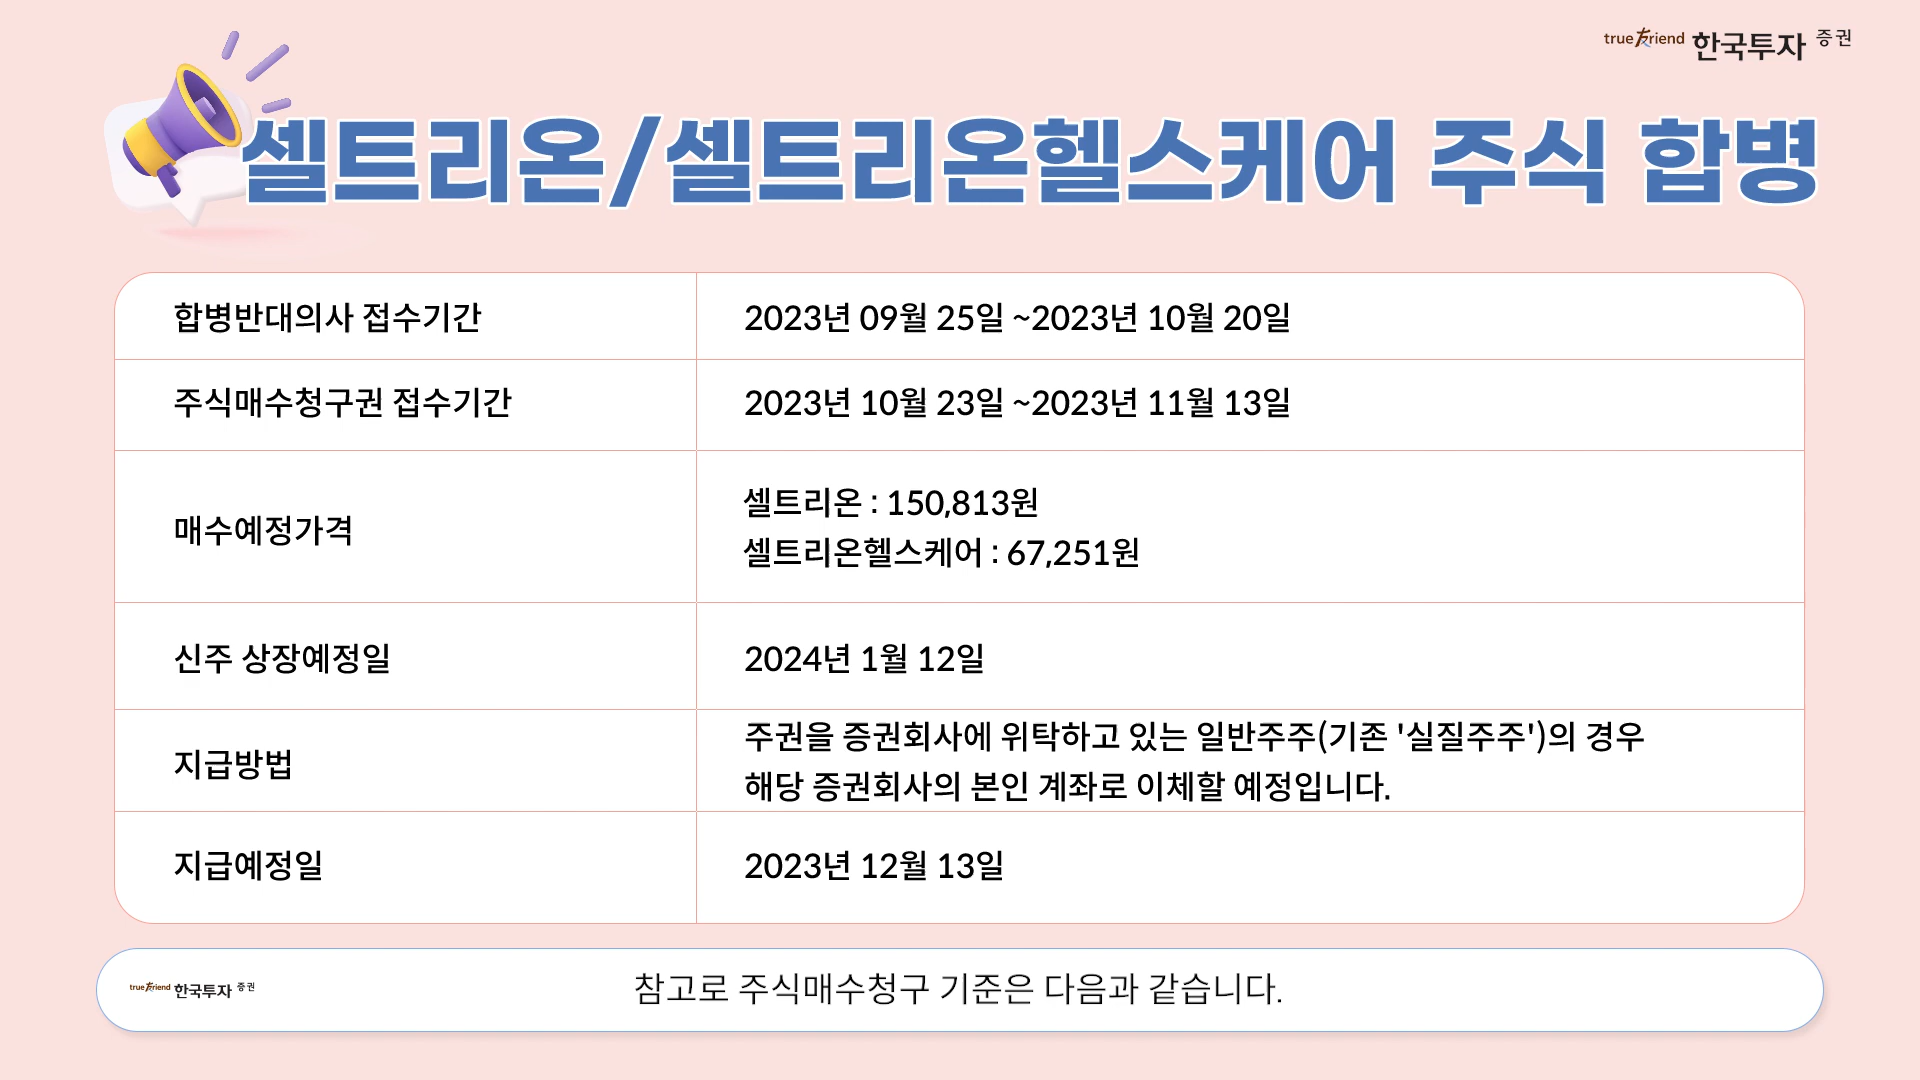 true friend 한국투자 증권
셀트리온/셀트리온헬스케어 주식 합병
합병반대의사 접수기간
2023년 09월 25일 ~2023년 10월 20일
주식매수청구권 접수기간
2023년 10월 23일 ~2023년 11월 13일
매수예정가격
셀트리온 : 150,813원
셀트리온헬스케어 : 67,251원
신주 상장예정일
2024년 1월 12일
지급방법
주권을 증권회사에 위탁하고 있는 일반주주(기존 '실질주주')의 경우
해당 증권회사의 본인 계좌로 이체할 예정입니다.
지급예정일
2023년 12월 13일
true friend 한국투자 증권
참고로 주식매수청구 기준은 다음과 같습니다.